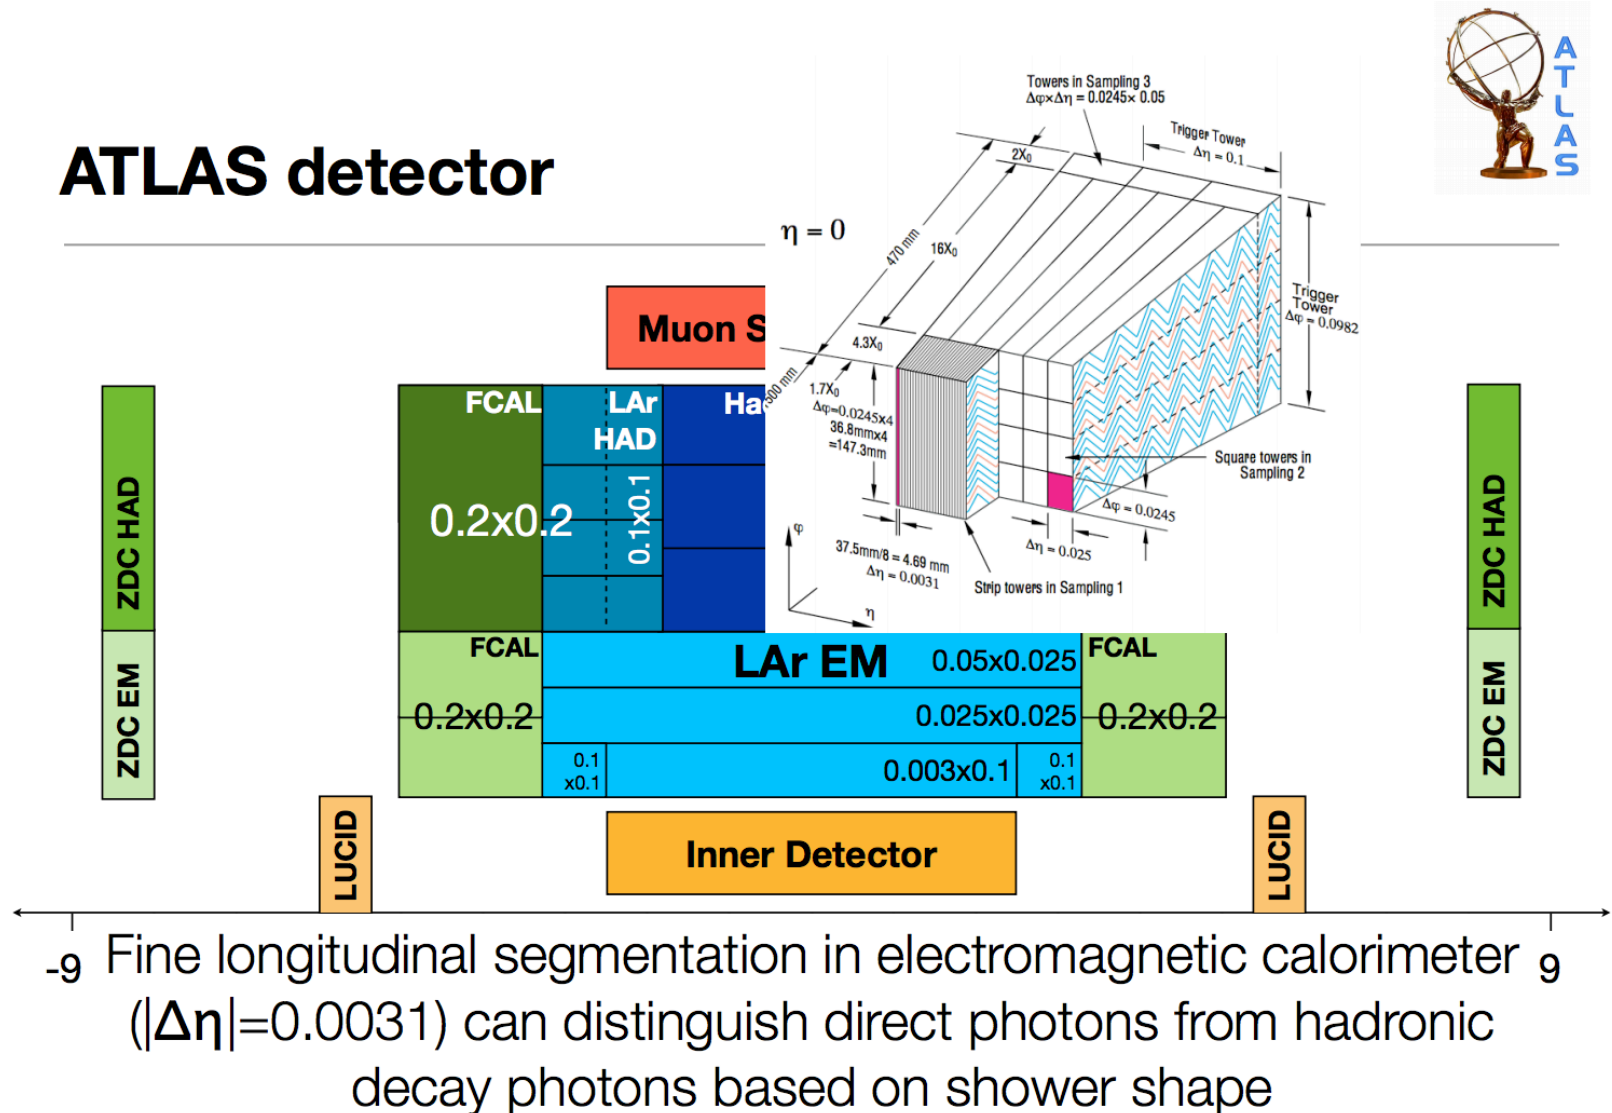 ATLAS
ATLAS detector
Towers in Sampling 3
Δφ×Δη = 0.0245× 0.05
Trigger Tower
Δη = 0.1
2X₀
η = 0
470 mm
16X₀
Trigger
Tower
Δφ = 0.0982
4.3X₀
500 mm
1.7X₀
Δφ=0.0245x4
36.8mmx4
=147.3mm
Square towers in
Sampling 2
Δφ = 0.0245
Δη = 0.025
37.5mm/8 = 4.69 mm
Δη = 0.0031
Strip towers in Sampling 1
φ
η
Muon S
FCAL
LAr
HAD
Ha
0.2x0.2
0.1x0.1
ZDC HAD
ZDC HAD
ZDC EM
ZDC EM
FCAL
LAr EM
0.05x0.025
FCAL
0.2x0.2
0.025x0.025
0.2x0.2
0.1
x0.1
0.003x0.1
0.1
x0.1
LUCID
Inner Detector
LUCID
-9
9
Fine longitudinal segmentation in electromagnetic calorimeter
(|Δη|=0.0031) can distinguish direct photons from hadronic
decay photons based on shower shape